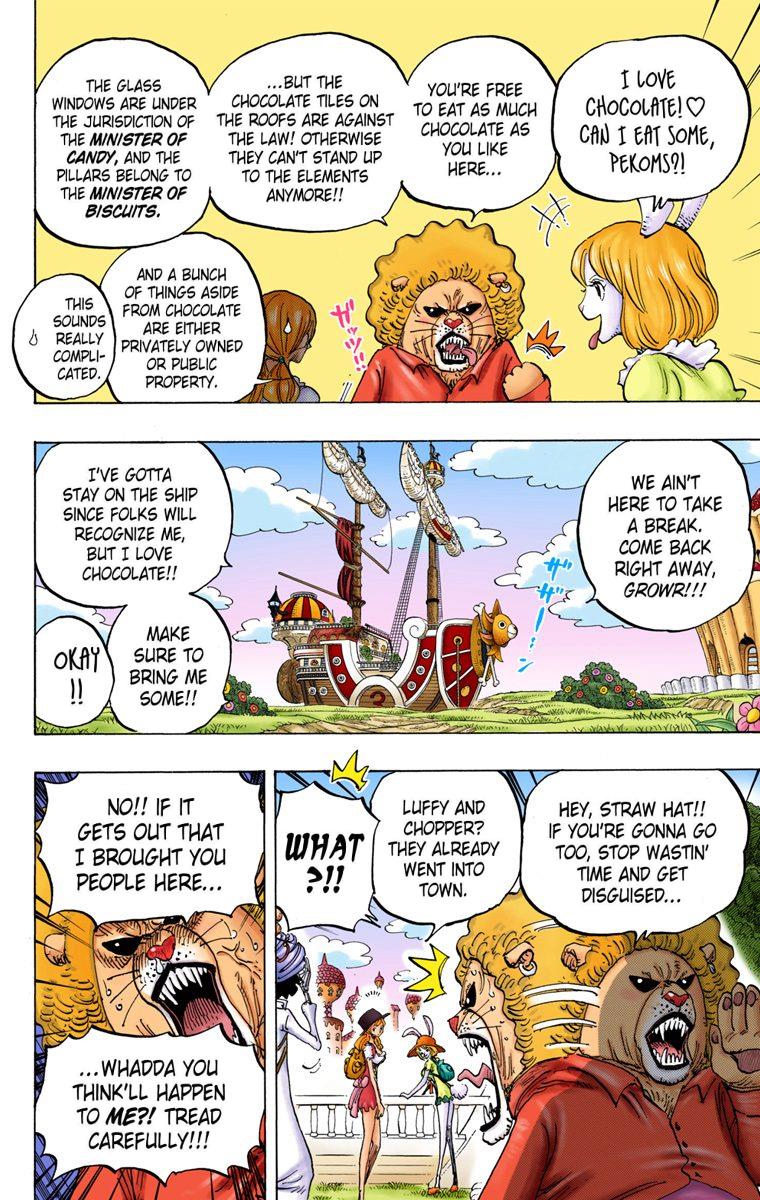 I LOVE
CHOCOLATE!♡
CAN I EAT SOME,
PEKOMS?!
YOU'RE FREE
TO EAT AS MUCH
CHOCOLATE AS
YOU LIKE
HERE...
...BUT THE
CHOCOLATE TILES ON
THE ROOFS ARE AGAINST
THE LAW! OTHERWISE
THEY CAN'T STAND UP
TO THE ELEMENTS
ANYMORE!!
THE GLASS
WINDOWS ARE UNDER
THE JURISDICTION OF
THE MINISTER OF
CANDY, AND THE
PILLARS BELONG TO
THE MINISTER OF
BISCUITS.
ガッ!!
AND A BUNCH
OF THINGS ASIDE
FROM CHOCOLATE
ARE EITHER
PRIVATELY OWNED
OR PUBLIC
PROPERTY.
THIS
SOUNDS
REALLY
COMPLI-
CATED.
WE AIN'T
HERE TO TAKE
A BREAK.
COME BACK
RIGHT AWAY,
GROWR!!!
ザザーン
I'VE GOTTA
STAY ON THE SHIP
SINCE FOLKS WILL
RECOGNIZE ME,
BUT I LOVE
CHOCOLATE!!
MAKE
SURE TO
BRING ME
SOME!!
OKAY
!!
3
HEY, STRAW HAT!!
IF YOU'RE GONNA GO
TOO, STOP WASTIN'
TIME AND GET
DISGUISED...
LUFFY AND
CHOPPER?
THEY ALREADY
WENT INTO
TOWN.
WHAT
?!!
NO!! IF IT
GETS OUT THAT
I BROUGHT YOU
PEOPLE HERE...
...WHADDA YOU
THINK'LL HAPPEN
TO ME?! TREAD
CAREFULLY!!!